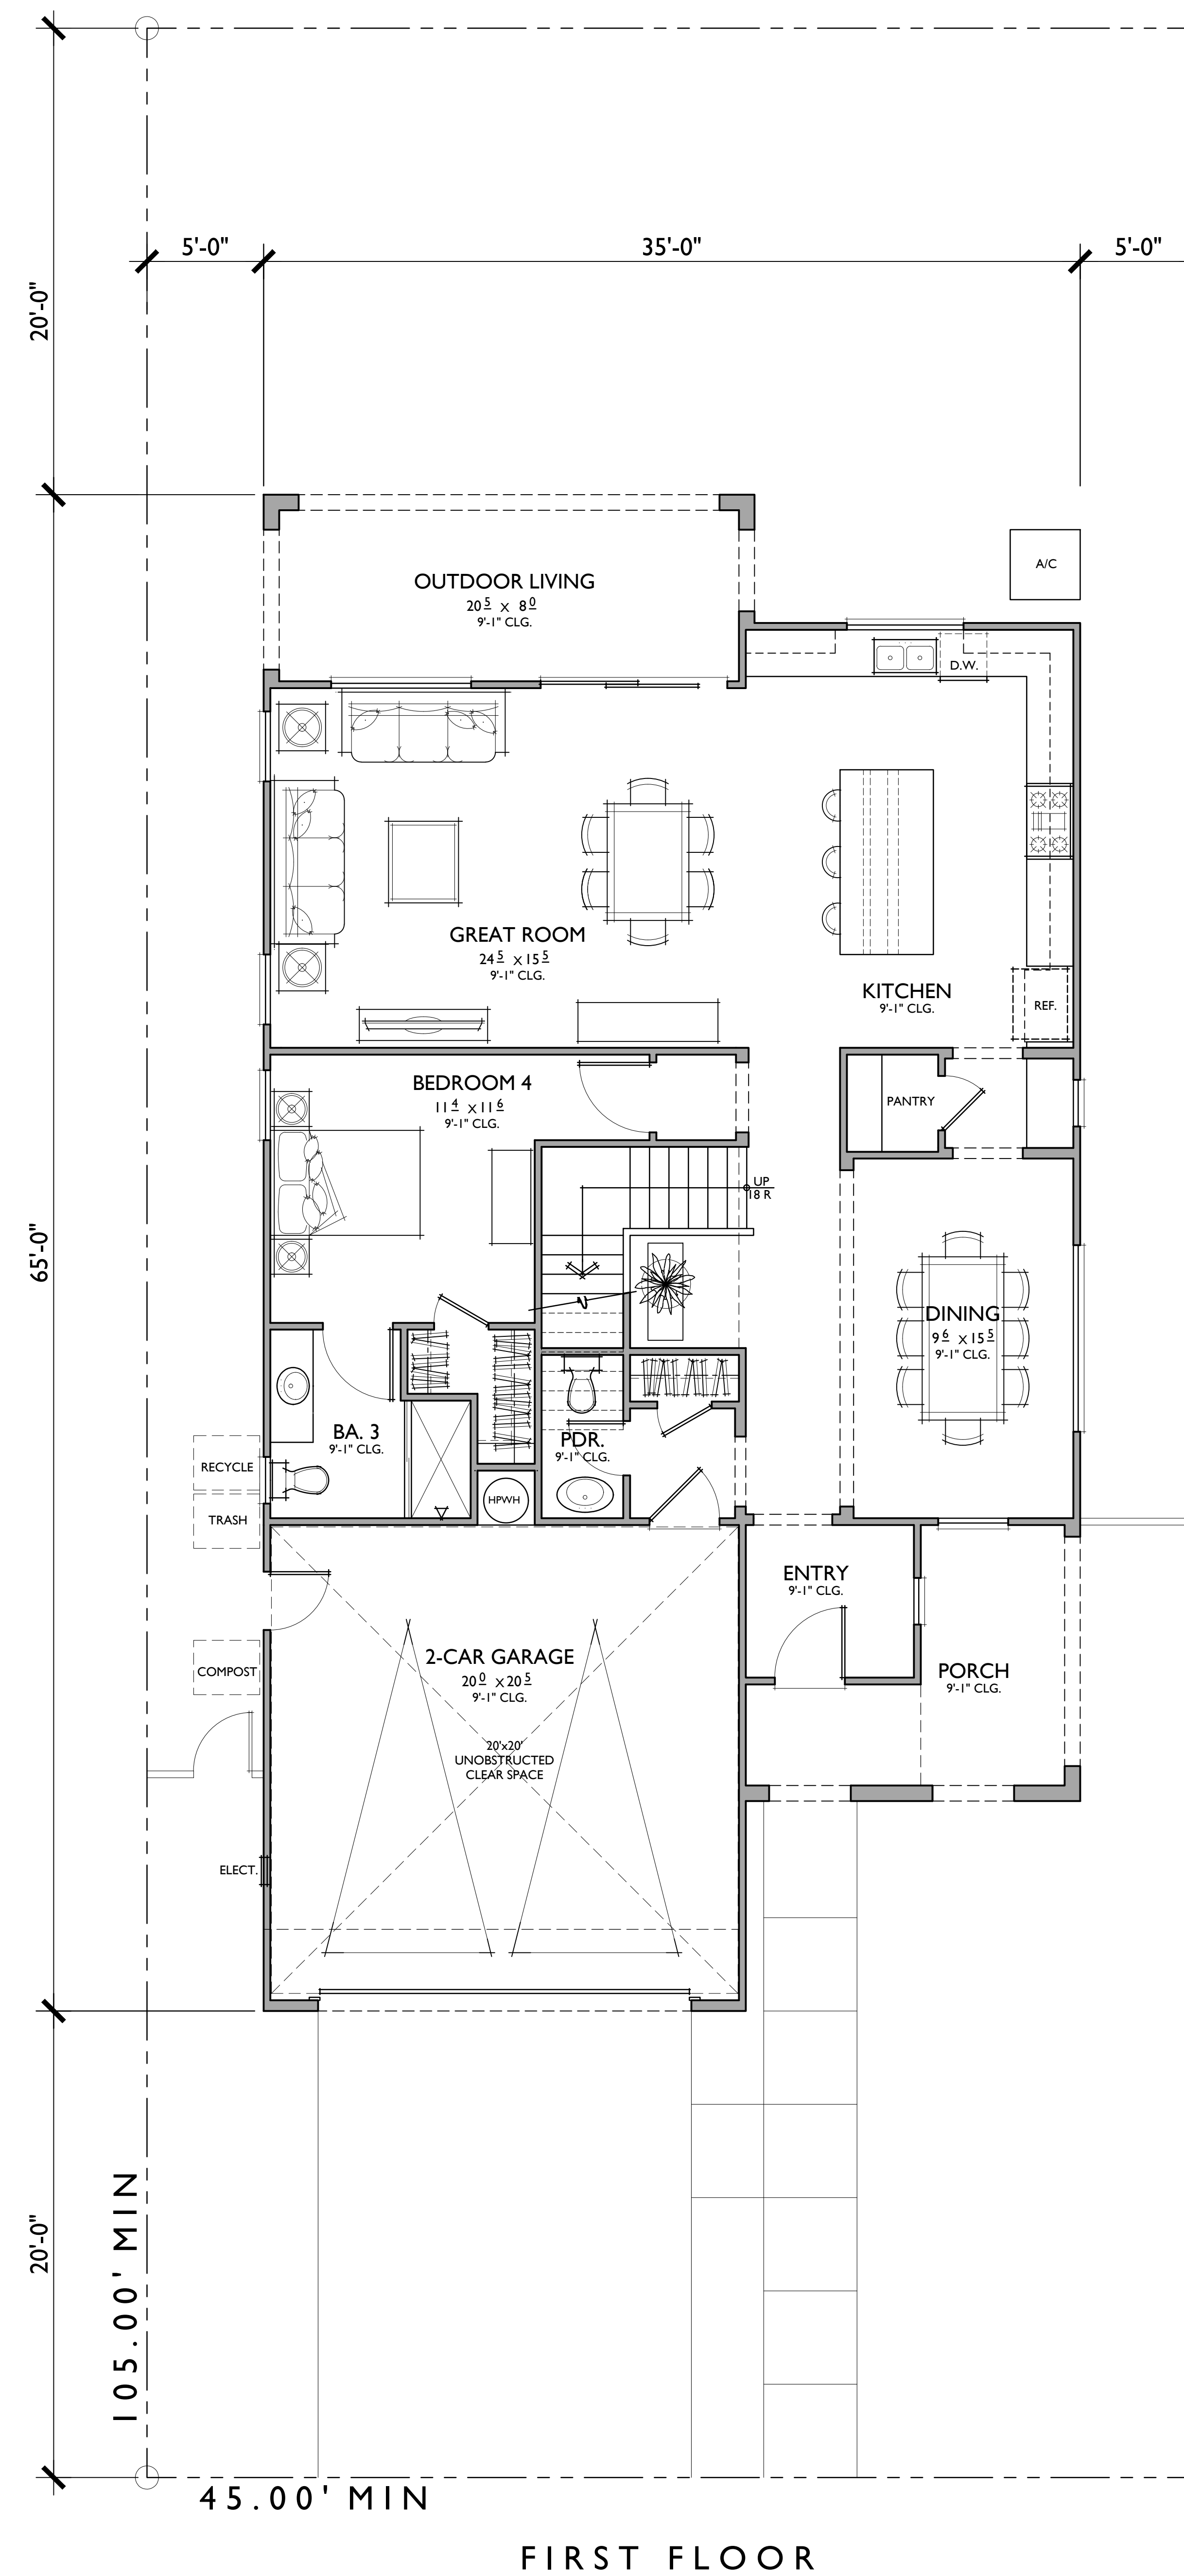 5'-0"
35'-0"
5'-0"
20'-0"
OUTDOOR LIVING
20 5 X 8 0
9'-1" CLG.
A/C
D.W.
GREAT ROOM
24 5 X 15 5
9'-1" CLG.
KITCHEN
9'-1" CLG.
REF.
BEDROOM 4
11 4 X 11 6
9'-1" CLG.
PANTRY
UP
18 R
65'-0"
DINING
9 6 X 15 5
9'-1" CLG.
BA. 3
9'-1" CLG.
PDR.
9'-1" CLG.
RECYCLE
TRASH
HPWH
ENTRY
9'-1" CLG.
2-CAR GARAGE
20 0 X 20 5
9'-1" CLG.
COMPOST
PORCH
9'-1" CLG.
20'x20'
UNOBSTRUCTED
CLEAR SPACE
ELECT.
20'-0"
105.00' MIN
45.00' MIN
FIRST FLOOR